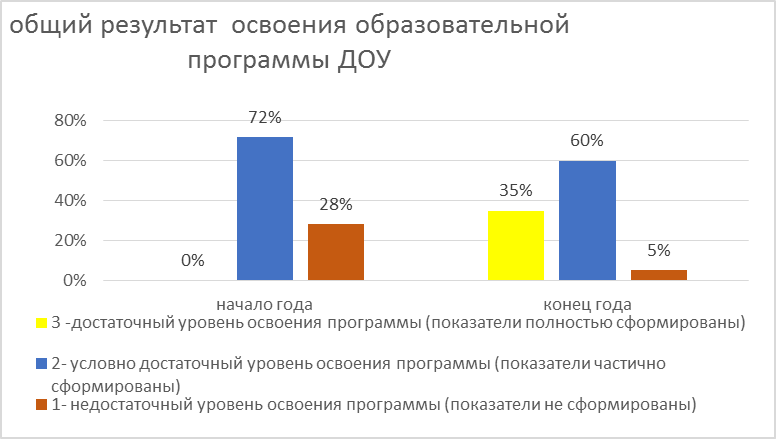 общий результат  освоения образовательной
программы ДОУ
80%
60%
40%
20%
0%
0%
72%
28%
35%
60%
5%
начало года
конец года
3 -достаточный уровень освоения программы (показатели полностью сформированы)
2- условно достаточный уровень освоения программы (показатели частично
сформированы)
1- недостаточный уровень освоения программы (показатели не сформированы)